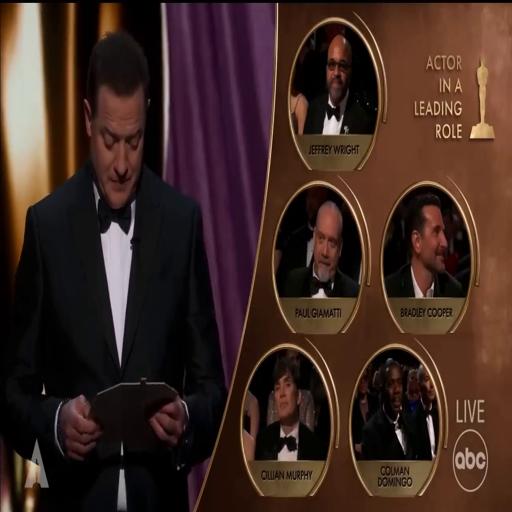 ACTOR
IN A
LEADING
ROLE
JEFFREY WRIGHT
PAUL GIAMATTI
BRADLEY COOPER
CILLIAN MURPHY
COLMAN
DOMINGO
LIVE
abc